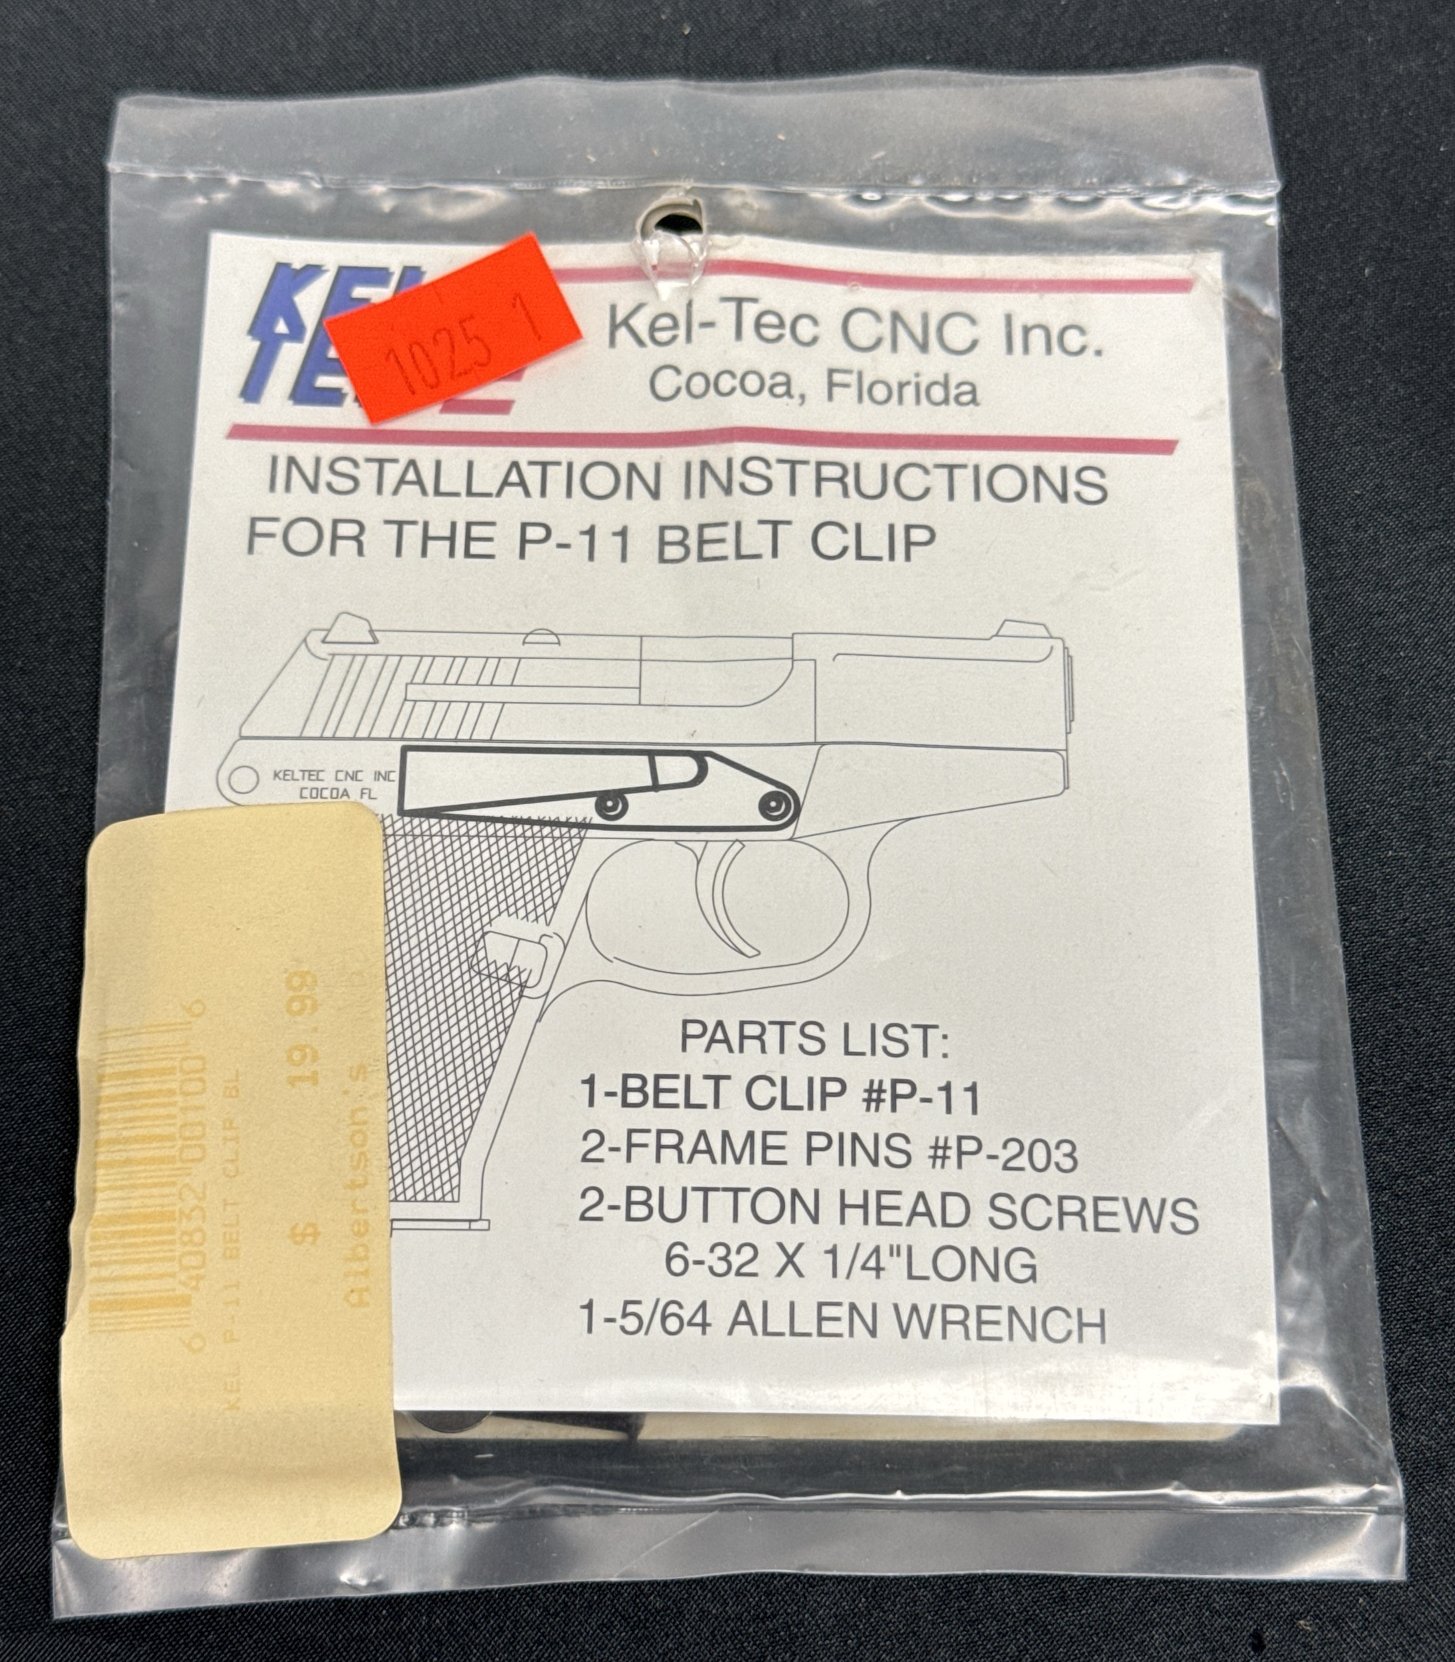 KEL
TEC
1025 1
Kel-Tec CNC Inc.
Cocoa, Florida
INSTALLATION INSTRUCTIONS
FOR THE P-11 BELT CLIP
KELTEC CNC INC
COCOA FL
PARTS LIST:
1-BELT CLIP #P-11
2-FRAME PINS #P-203
2-BUTTON HEAD SCREWS
6-32 X 1/4"LONG
1-5/64 ALLEN WRENCH
6 40832 00100 6
KEL P-11 BELT CLIP BL
$ 19.99
Albertson's